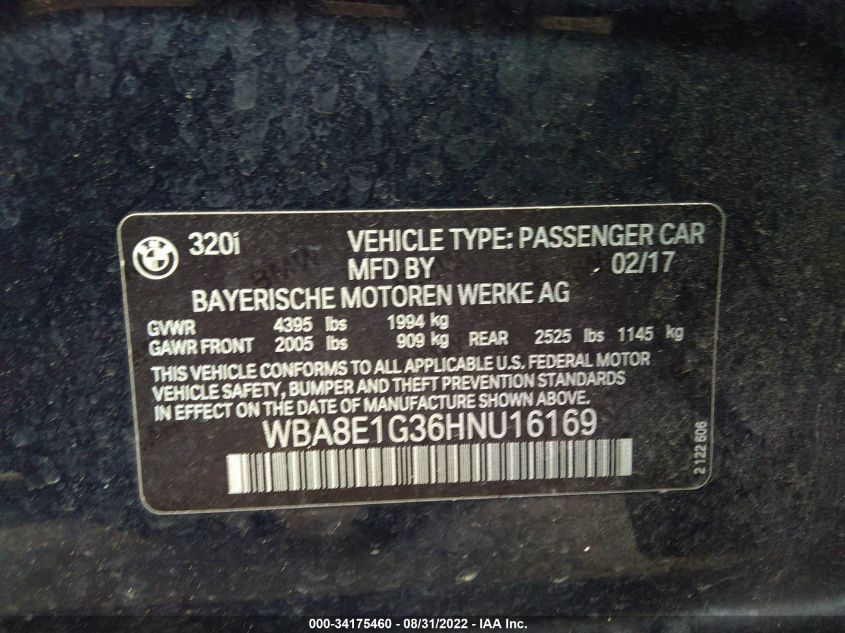 320i VEHICLE TYPE: PASSENGER CAR
MFD BY 02/17
BAYERISCHE MOTOREN WERKE AG
GVWR 4395 lbs 1994 kg
GAWR FRONT 2005 lbs 909 kg REAR 2525 lbs 1145 kg
THIS VEHICLE CONFORMS TO ALL APPLICABLE U.S. FEDERAL MOTOR
VEHICLE SAFETY, BUMPER AND THEFT PREVENTION STANDARDS
IN EFFECT ON THE DATE OF MANUFACTURE SHOWN ABOVE.
WBA8E1G36HNU16169
2 122 606
000-34175460 - 08/31/2022 - IAA Inc.